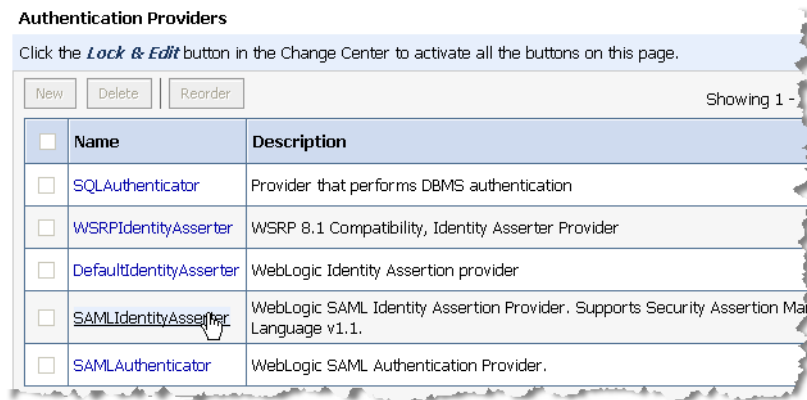 Authentication Providers
Click the Lock & Edit button in the Change Center to activate all the buttons on this page.
New Delete Reorder Showing 1 -
Name Description
SQLAuthenticator Provider that performs DBMS authentication
WSRPIdentityAsserter WSRP 8.1 Compatibility, Identity Asserter Provider
DefaultIdentityAsserter WebLogic Identity Assertion provider
SAMLIdentityAsserter WebLogic SAML Identity Assertion Provider. Supports Security Assertion Ma
Language v1.1.
SAMLAuthenticator WebLogic SAML Authentication Provider.